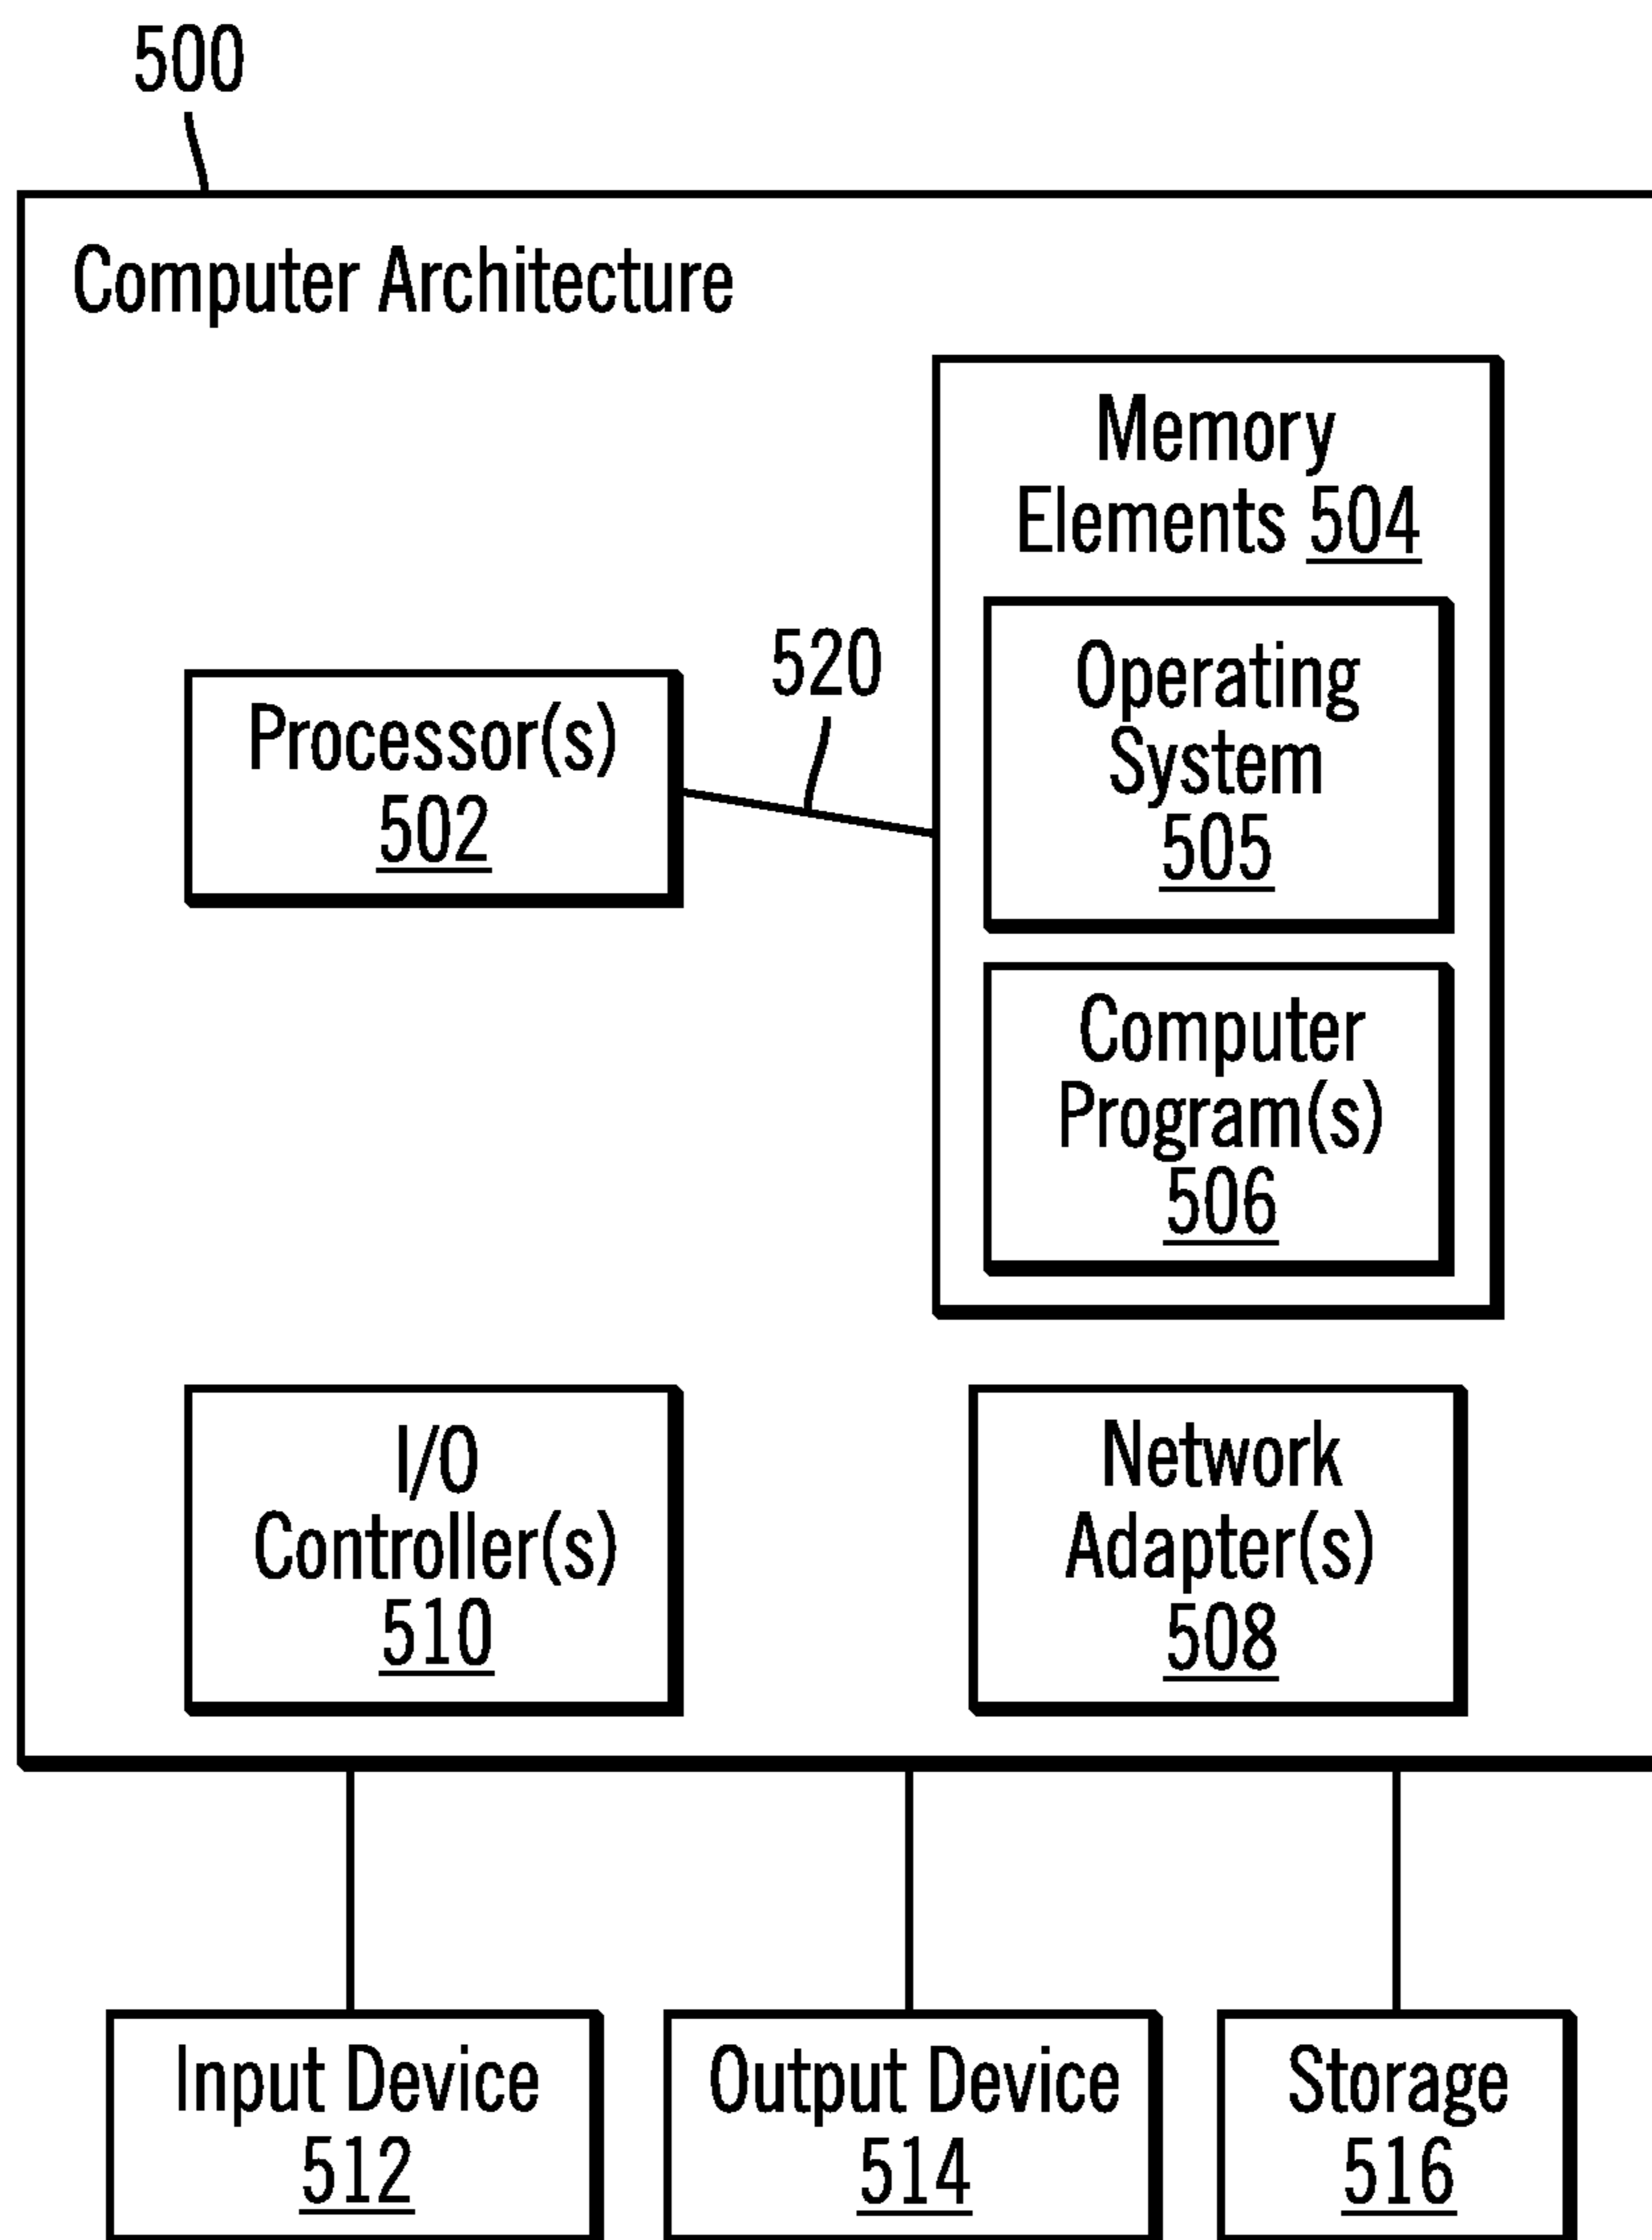 500
Computer Architecture
Memory
Elements 504
520
Operating
System
505
Processor(s)
502
Computer
Program(s)
506
I/O
Controller(s)
510
Network
Adapter(s)
508
Input Device
512
Output Device
514
Storage
516